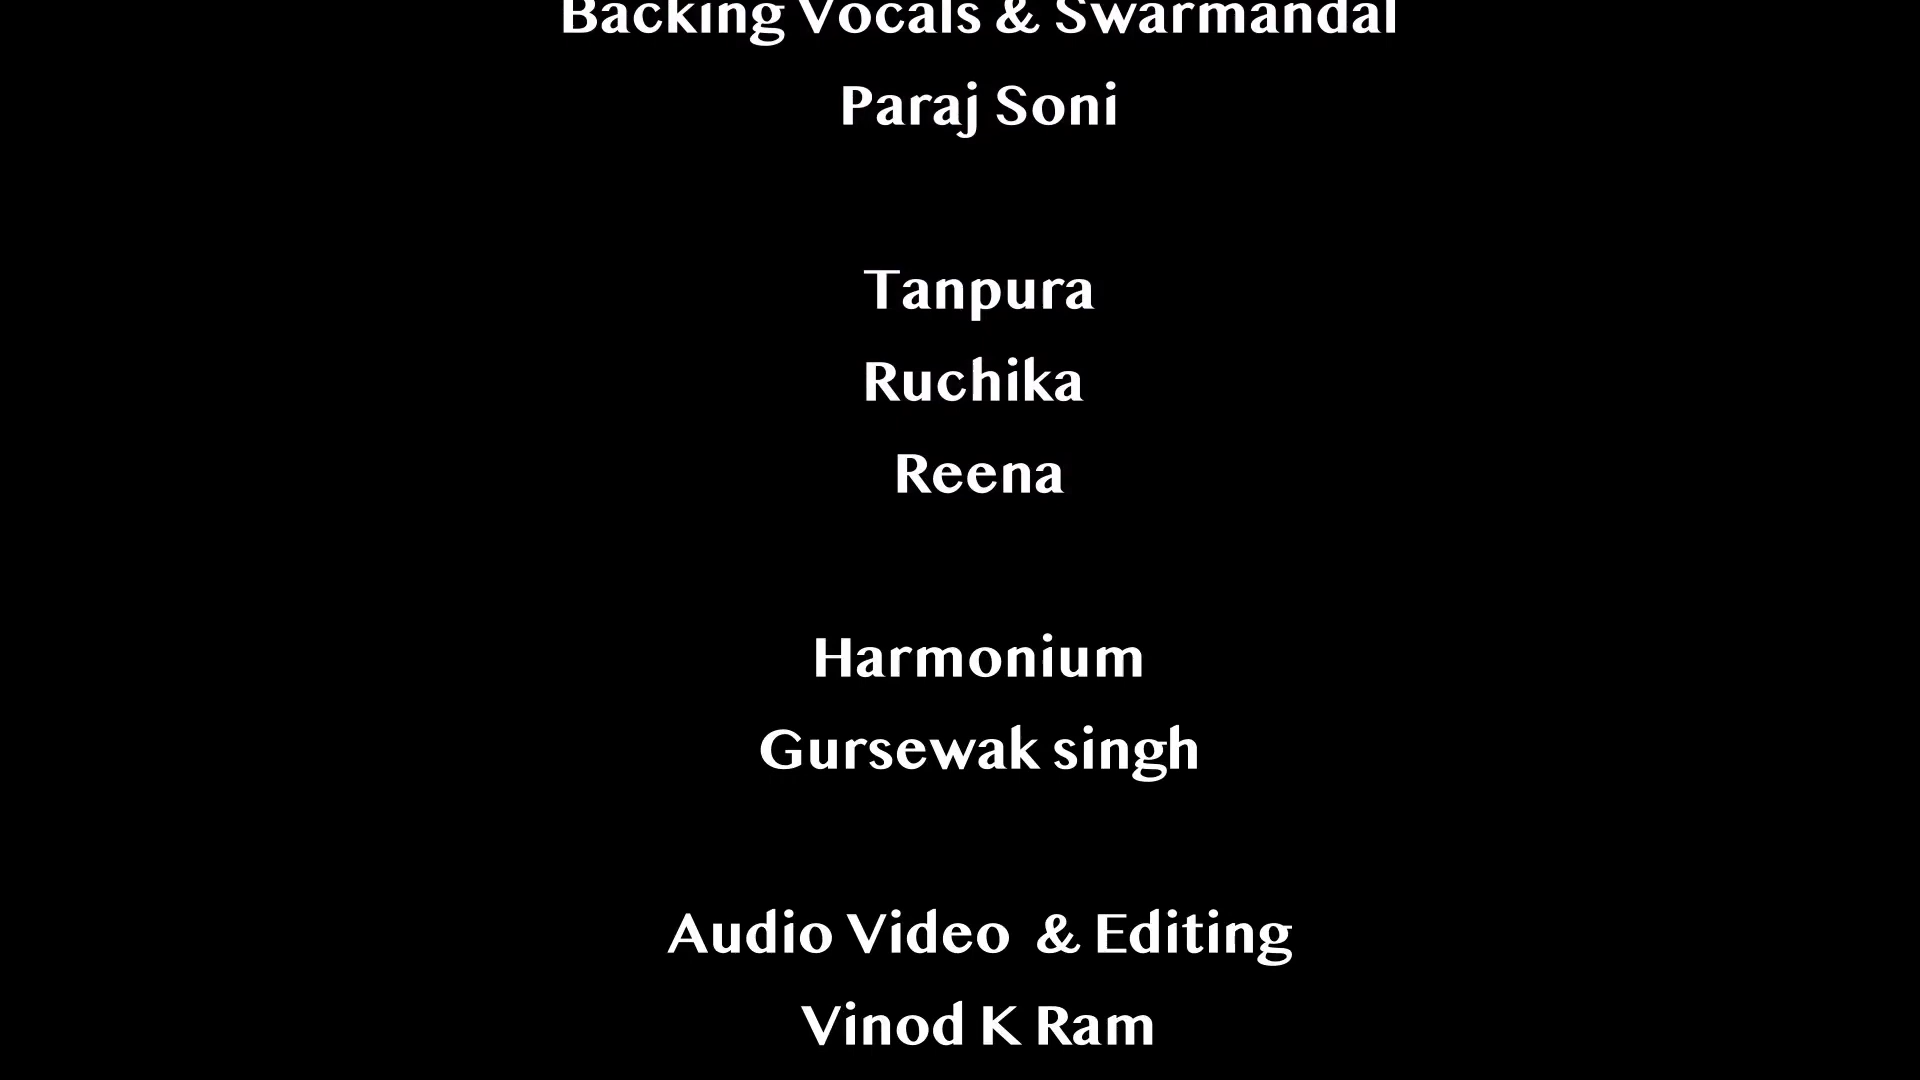 Backing Vocals & Swarmandal
Paraj Soni
Tanpura
Ruchika
Reena
Harmonium
Gursewak singh
Audio Video & Editing
Vinod K Ram